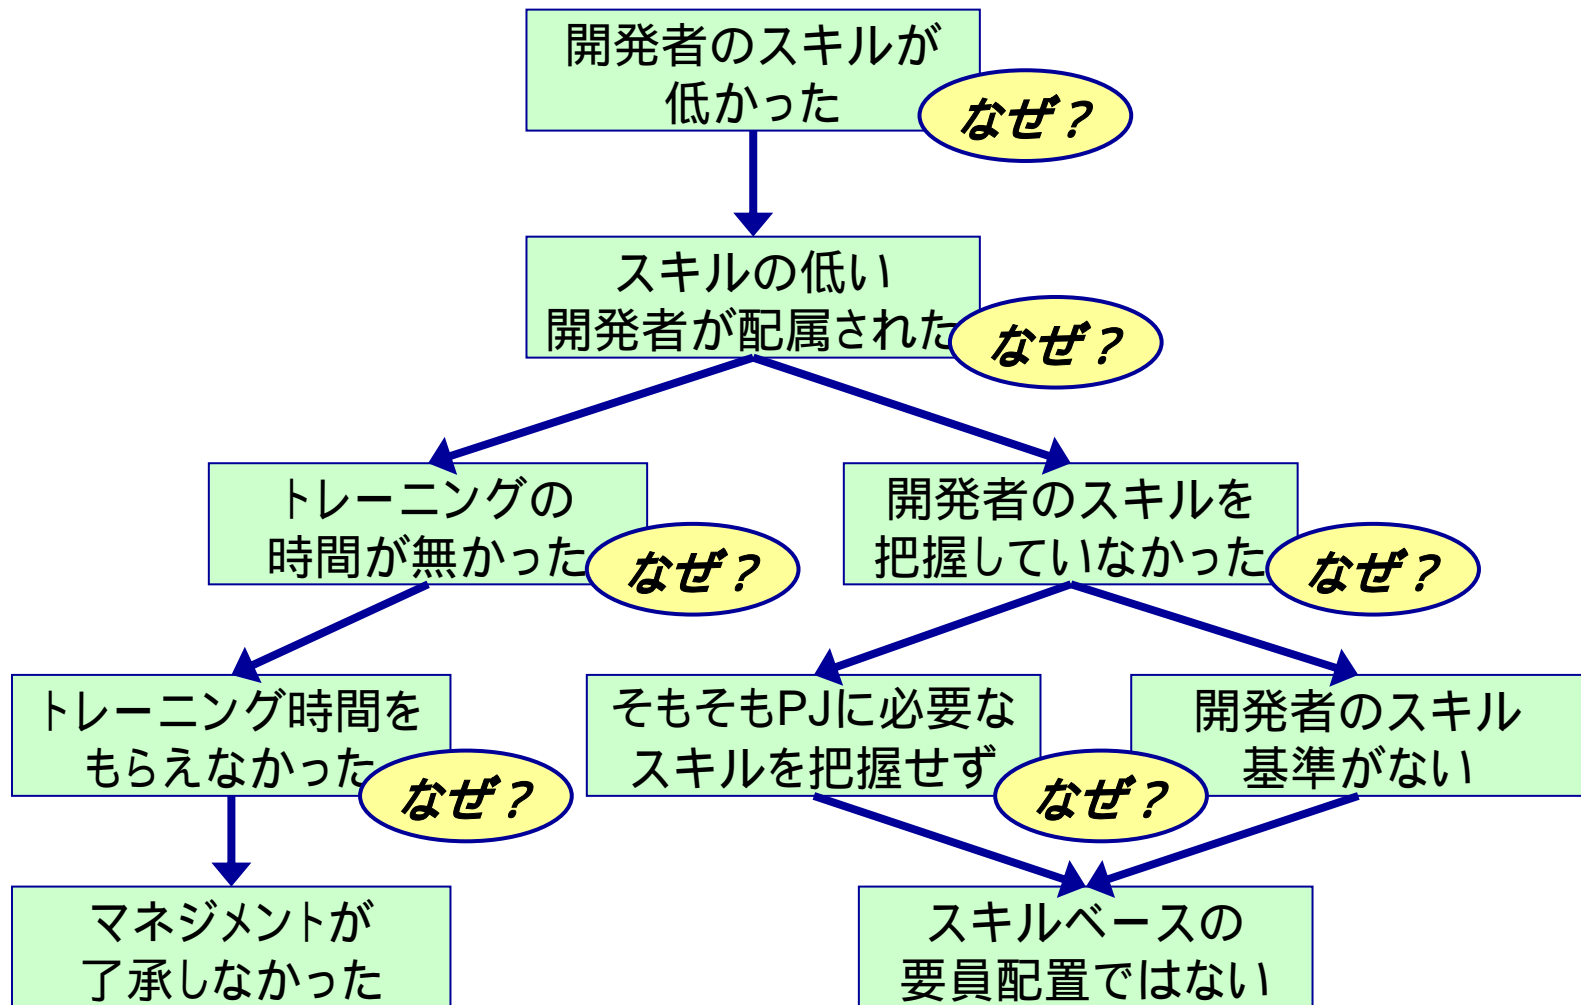 開発者のスキルが
低かった
なぜ？
スキルの低い
開発者が配属された
なぜ？
トレーニングの
時間が無かった
なぜ？
開発者のスキルを
把握していなかった
なぜ？
トレーニング時間を
もらえなかった
なぜ？
そもそもPJに必要な
スキルを把握せず
なぜ？
開発者のスキル
基準がない
マネジメントが
了承しなかった
スキルベースの
要員配置ではない